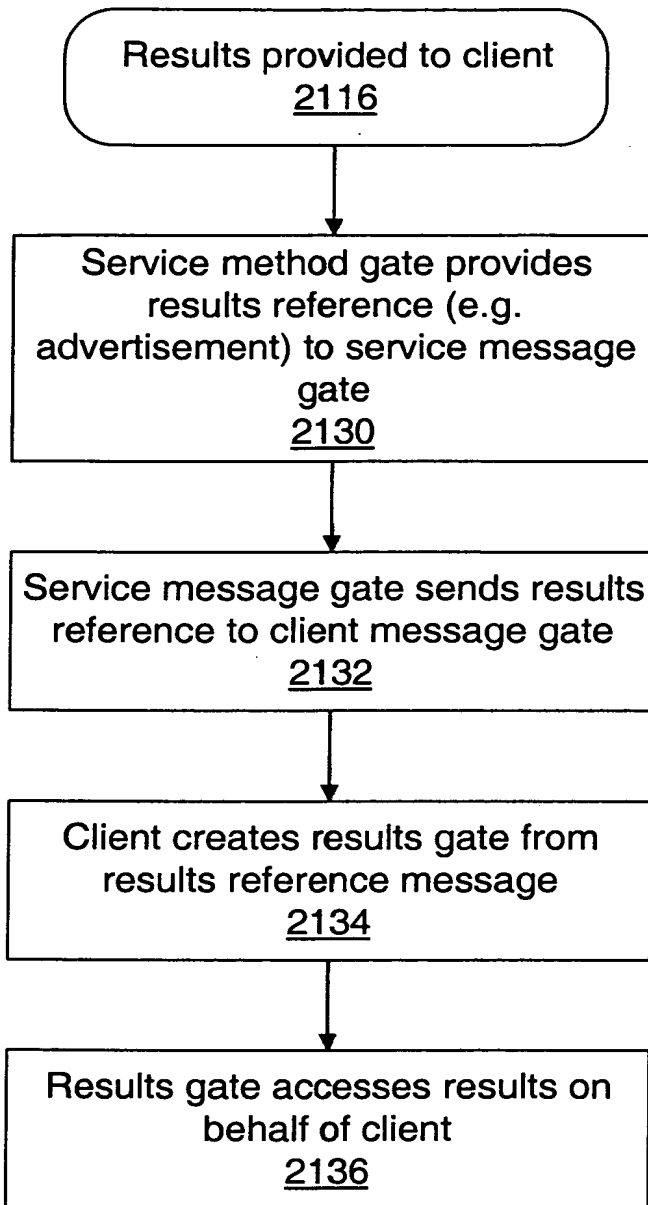 Results provided to client
2116
Service method gate provides
results reference (e.g.
advertisement) to service message
gate
2130
Service message gate sends results
reference to client message gate
2132
Client creates results gate from
results reference message
2134
Results gate accesses results on
behalf of client
2136